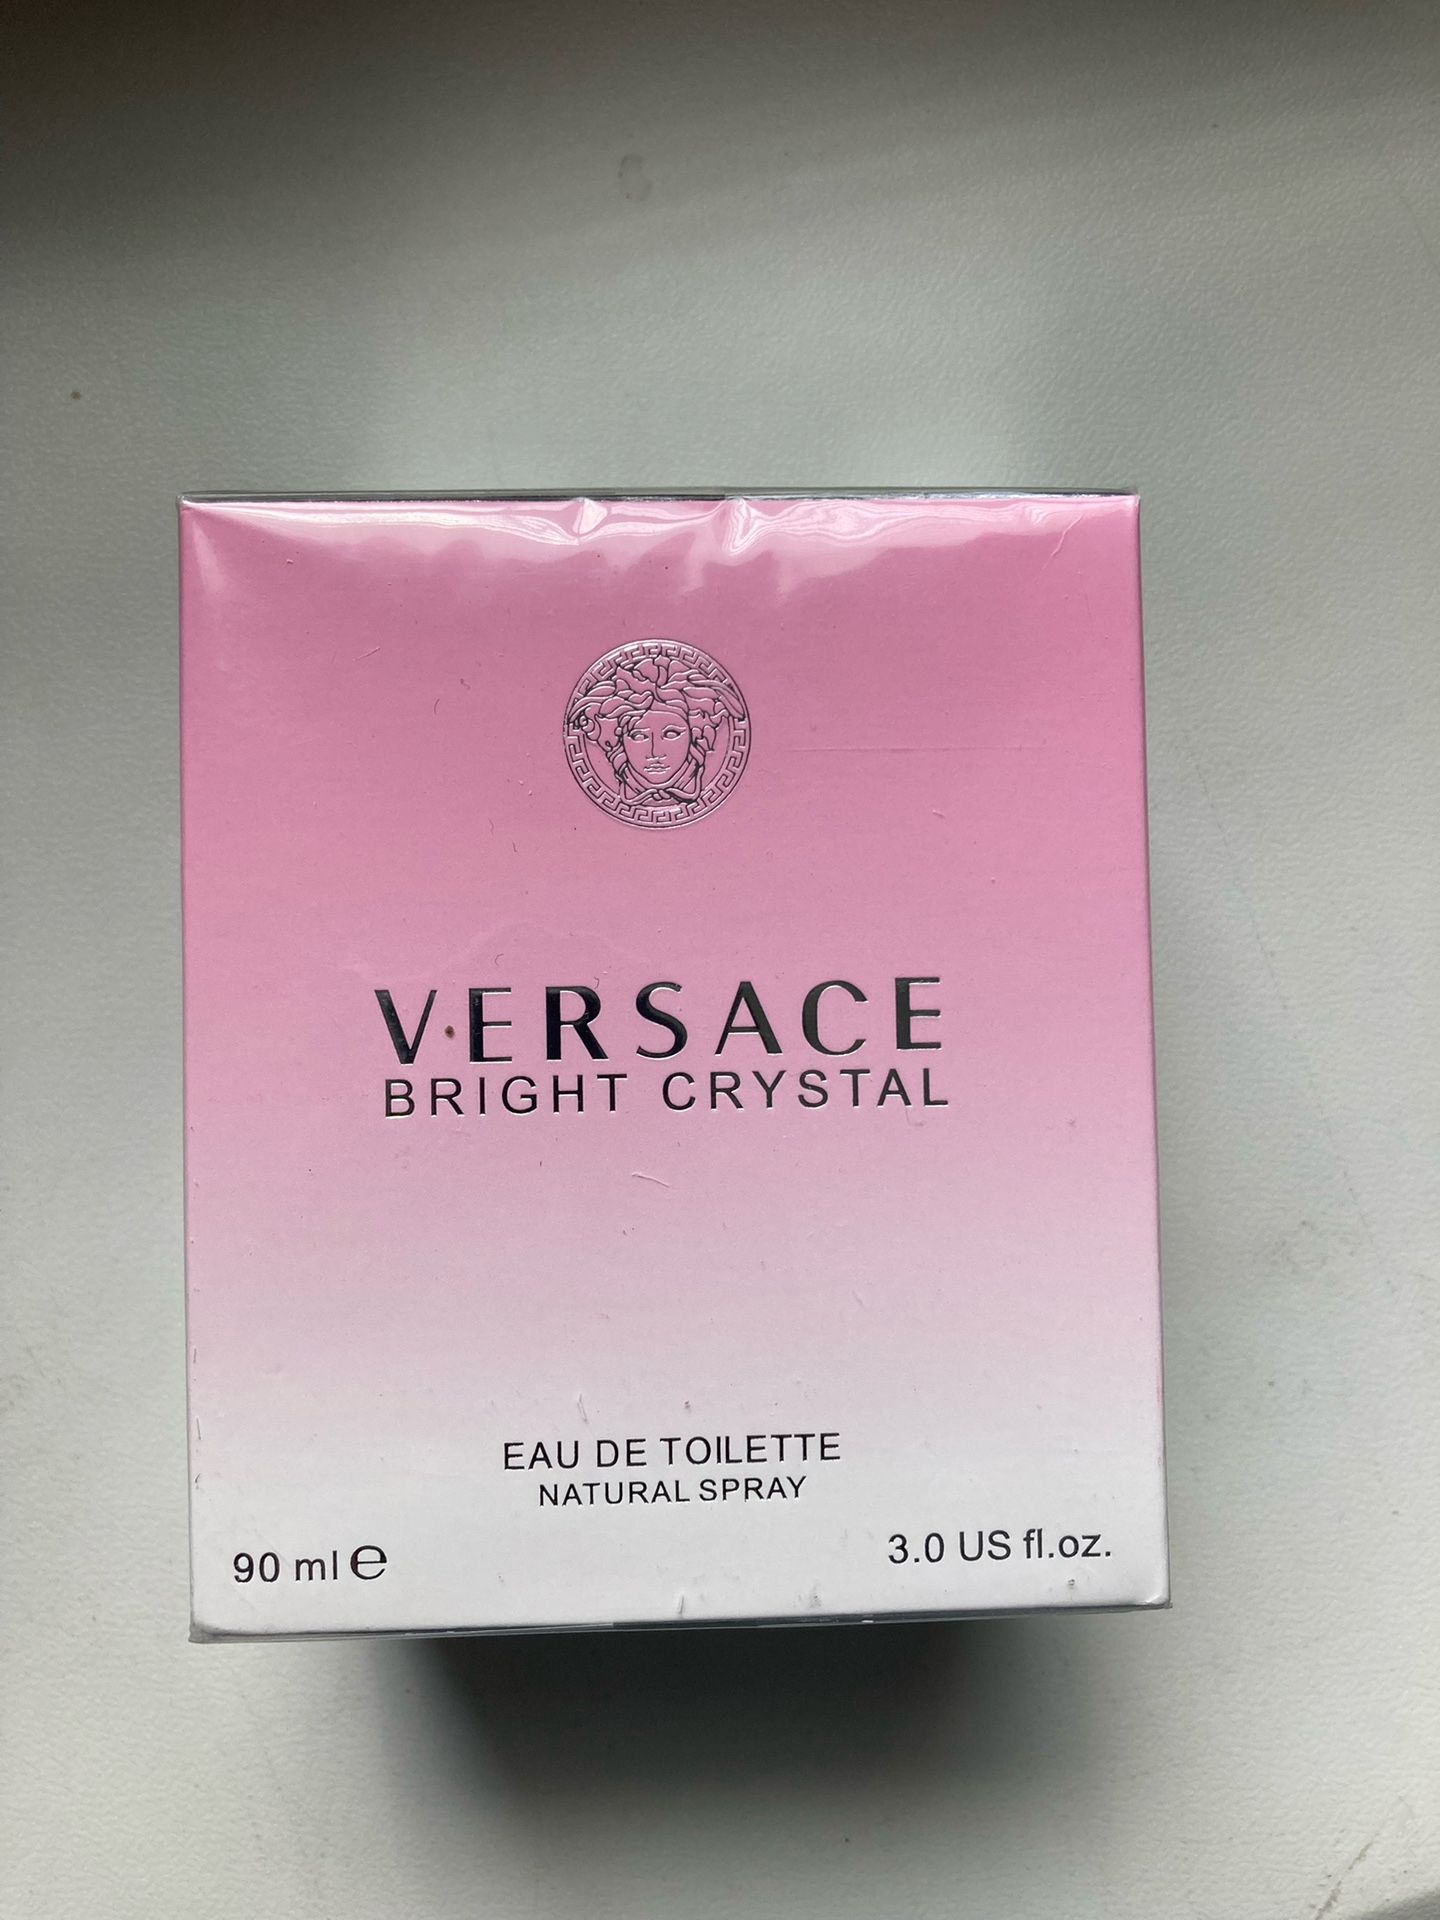 VERSACE
BRIGHT CRYSTAL
EAU DE TOILETTE
NATURAL SPRAY
90 ml e
3.0 US fl.oz.